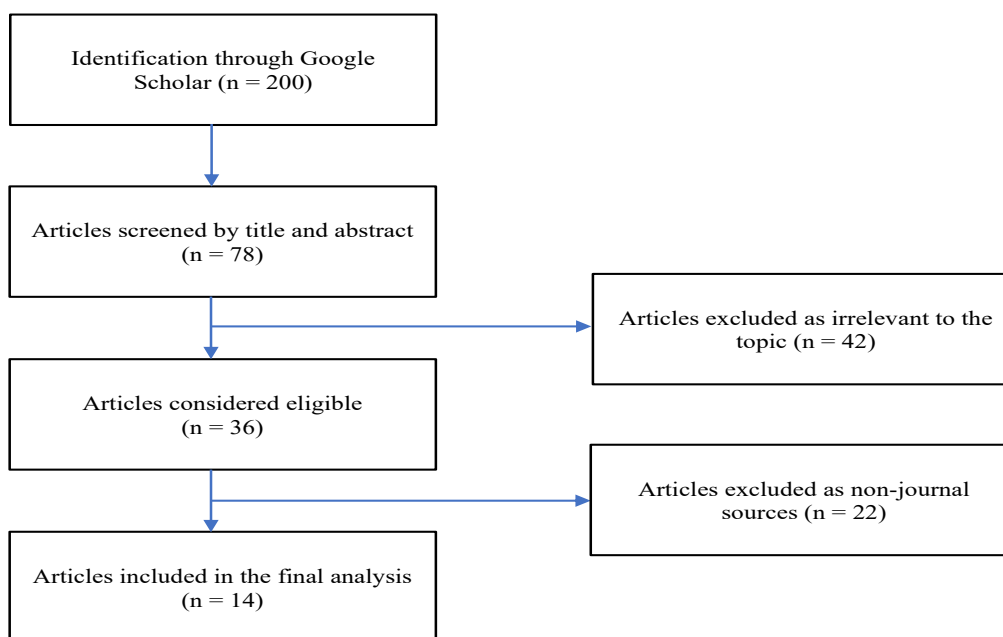 Identification through Google
Scholar (n = 200)
Articles screened by title and abstract
(n = 78)
Articles excluded as irrelevant to the
topic (n = 42)
Articles considered eligible
(n = 36)
Articles excluded as non-journal
sources (n = 22)
Articles included in the final analysis
(n = 14)